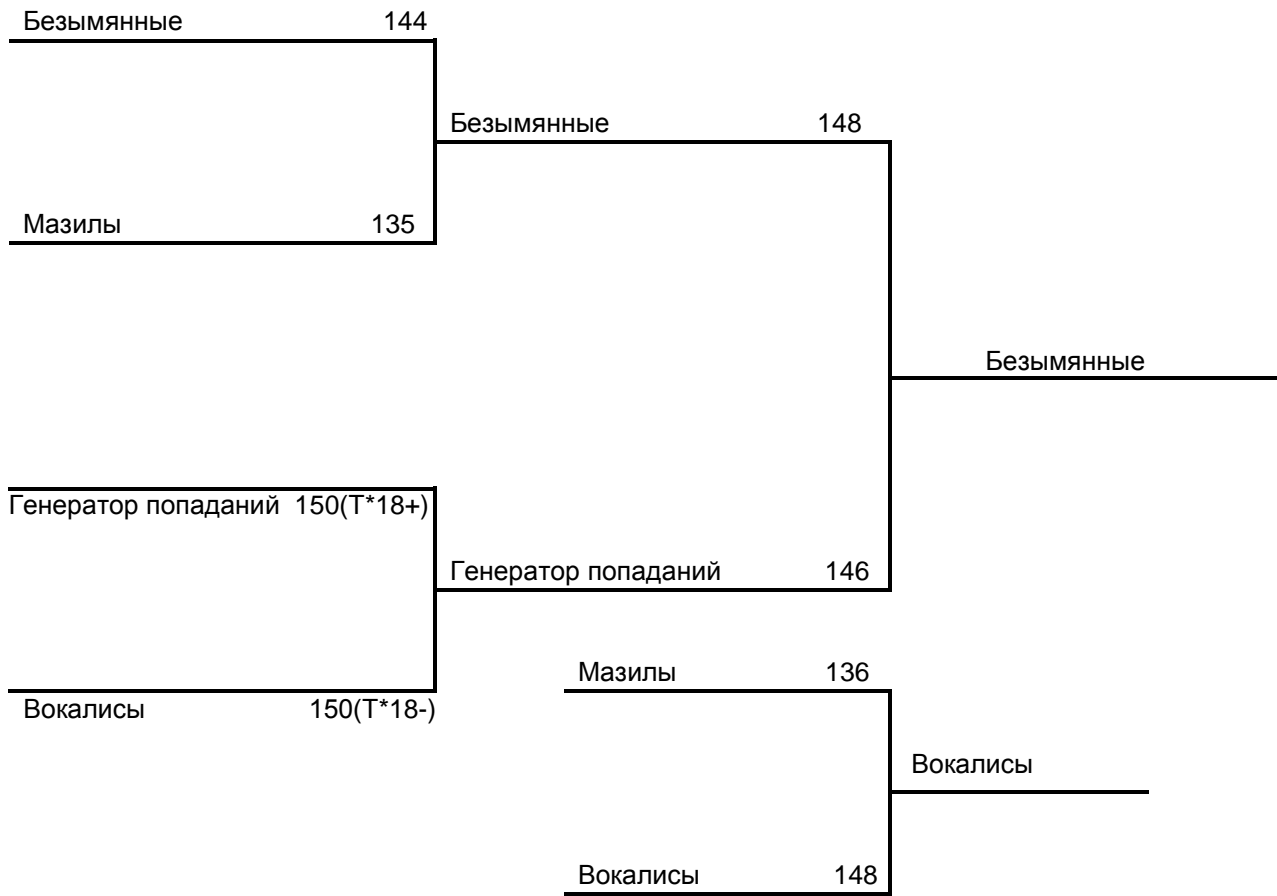 Безымянные 144
Безымянные 148
Мазилы 135
Безымянные
Генератор попаданий 150(Т*18+)
Генератор попаданий 146
Мазилы 136
Вокалисы 150(Т*18-)
Вокалисы
Вокалисы 148